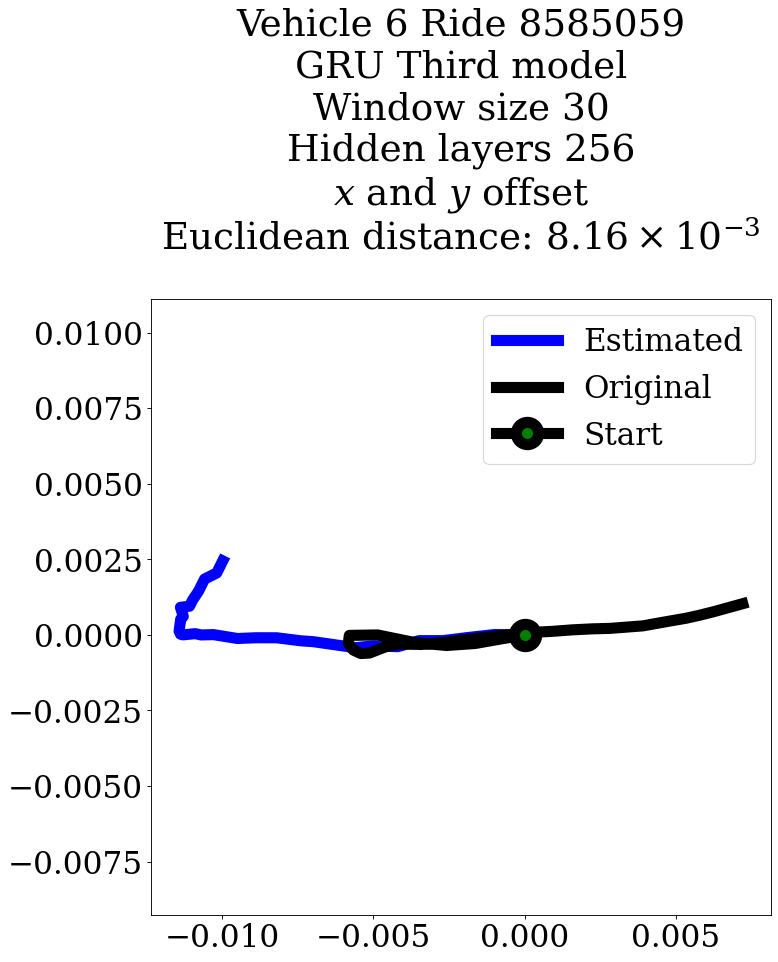 Vehicle 6 Ride 8585059
GRU Third model
Window size 30
Hidden layers 256
x and y offset
Euclidean distance: 8.16 × 10⁻³
Estimated
Original
Start
0.0100
0.0075
0.0050
0.0025
0.0000
−0.0025
−0.0050
−0.0075
−0.010 −0.005 0.000 0.005